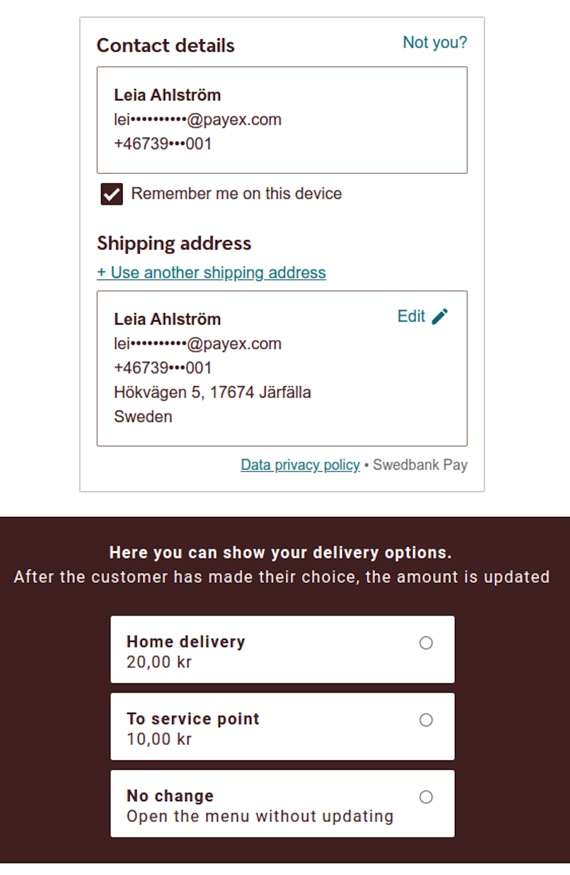 Contact details
Not you?
Leia Ahlström
lei••••••••••@payex.com
+46739•••001
Remember me on this device
Shipping address
+ Use another shipping address
Leia Ahlström
Edit
lei••••••••••@payex.com
+46739•••001
Hökvägen 5, 17674 Järfälla
Sweden
Data privacy policy • Swedbank Pay
Here you can show your delivery options.
After the customer has made their choice, the amount is updated
Home delivery
20,00 kr
To service point
10,00 kr
No change
Open the menu without updating